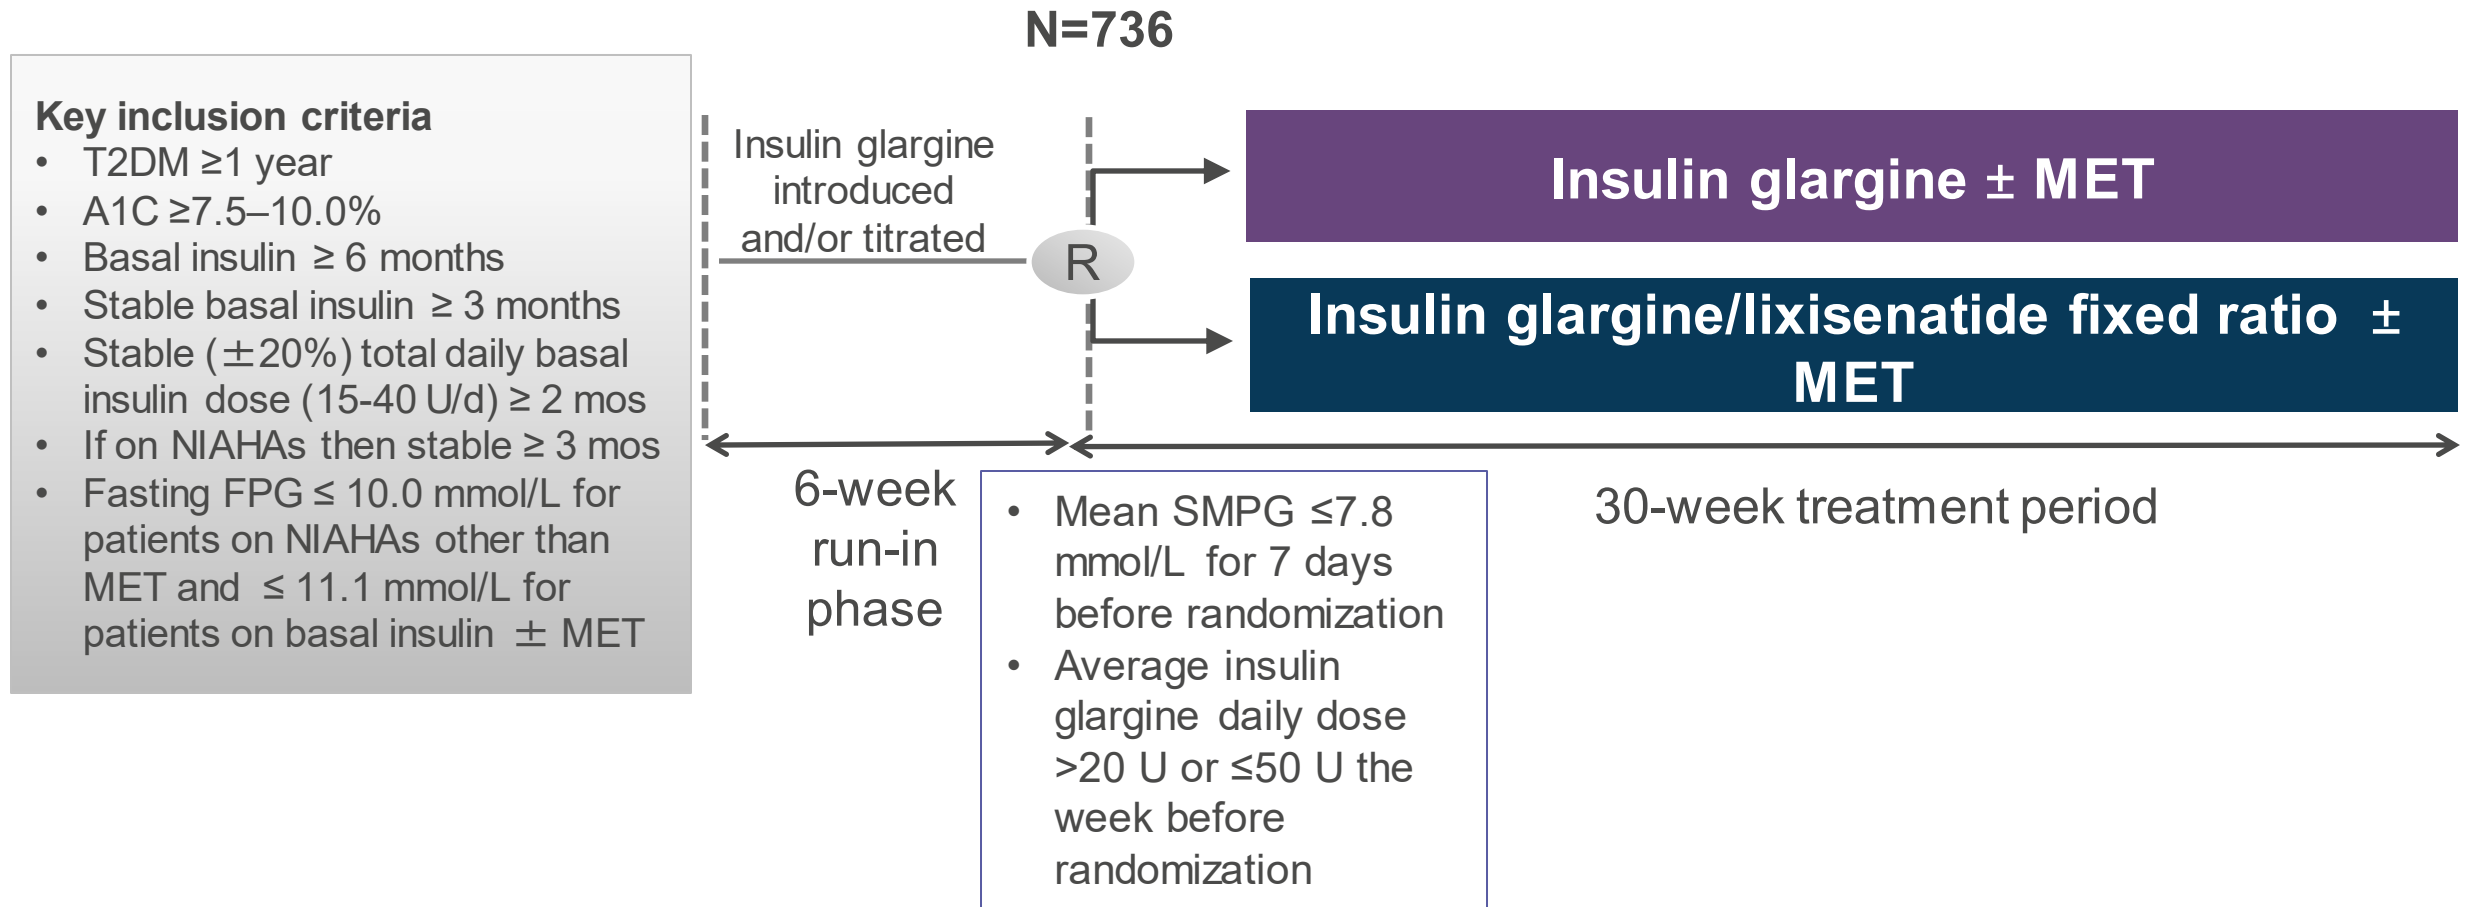 N=736
Key inclusion criteria
• T2DM ≥1 year
• A1C ≥7.5–10.0%
• Basal insulin ≥ 6 months
• Stable basal insulin ≥ 3 months
• Stable (±20%) total daily basal
insulin dose (15-40 U/d) ≥ 2 mos
• If on NIAHAs then stable ≥ 3 mos
• Fasting FPG ≤ 10.0 mmol/L for
patients on NIAHAs other than
MET and ≤ 11.1 mmol/L for
patients on basal insulin ± MET
Insulin glargine
introduced
and/or titrated
R
Insulin glargine ± MET
Insulin glargine/lixisenatide fixed ratio ±
MET
6-week
run-in
phase
• Mean SMPG ≤7.8
mmol/L for 7 days
before randomization
• Average insulin
glargine daily dose
>20 U or ≤50 U the
week before
randomization
30-week treatment period